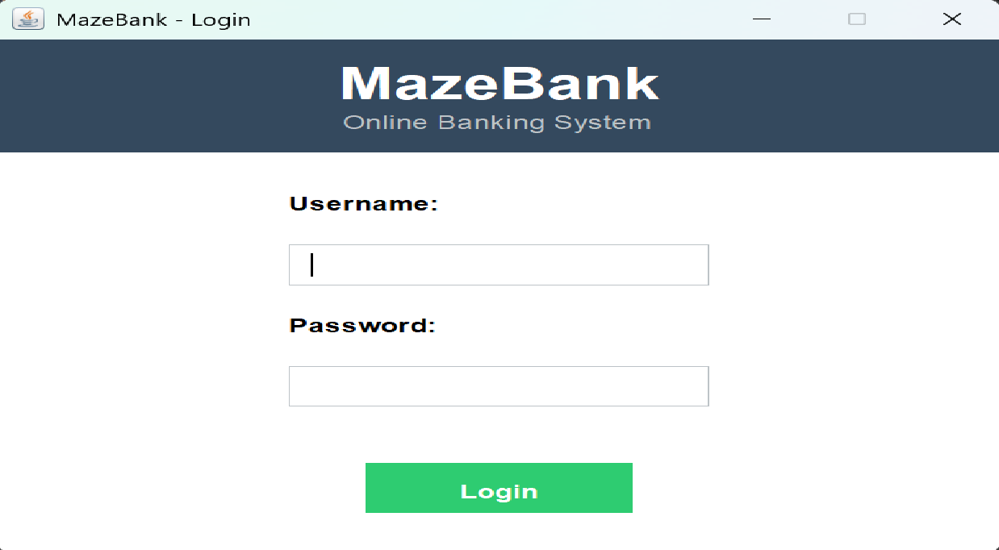 MazeBank - Login
MazeBank
Online Banking System
Username:
Password:
Login